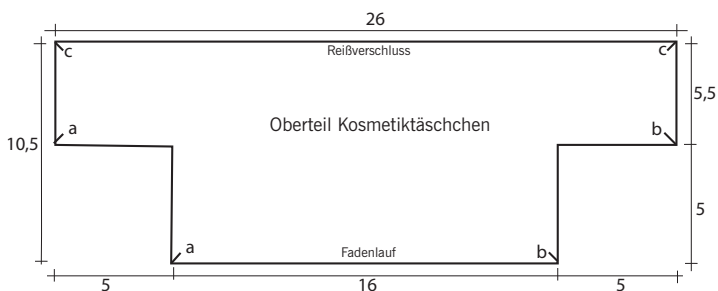 26
c c
Reißverschluss
5,5
a Oberteil Kosmetiktäschchen b
10,5
a Fadenlauf b
5
5 16 5